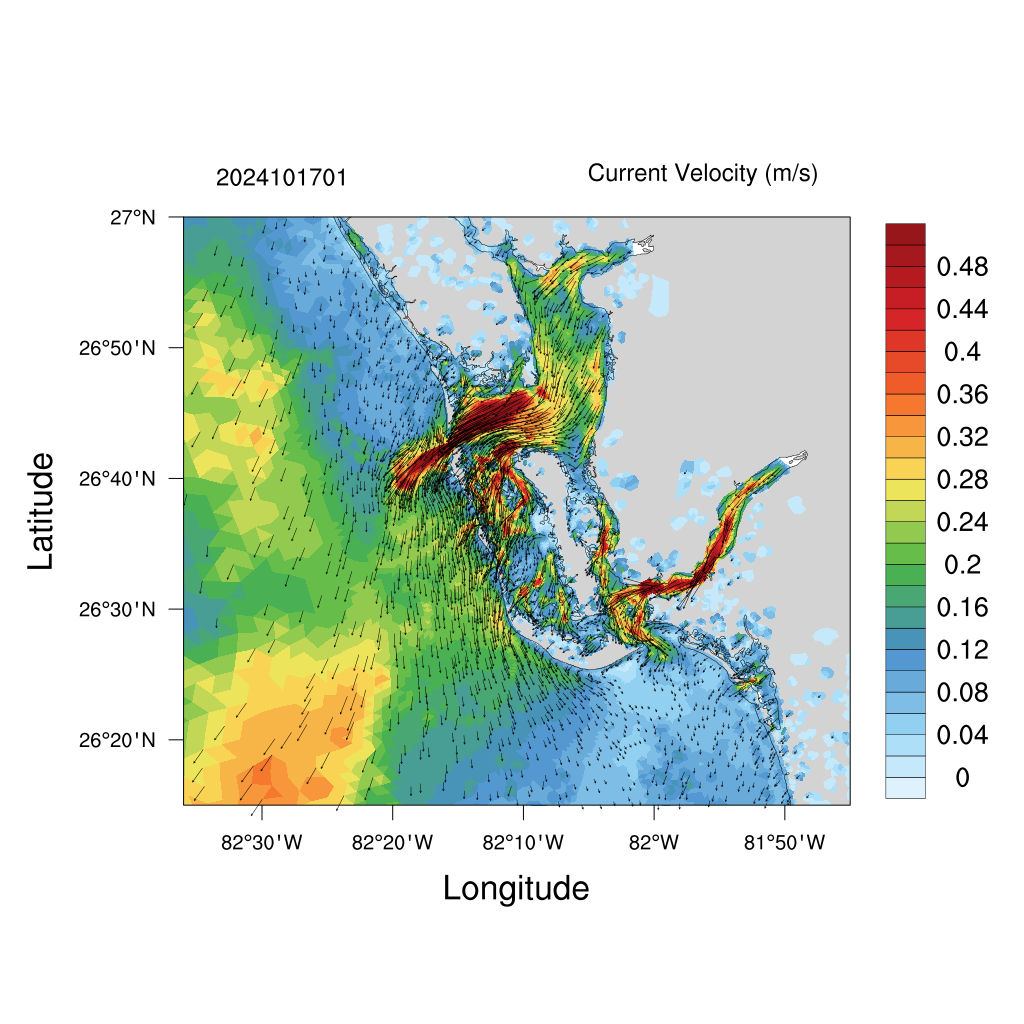 2024101701
Current Velocity (m/s)
27°N
26°50'N
26°40'N
26°30'N
26°20'N
Latitude
82°30'W
82°20'W
82°10'W
82°W
81°50'W
Longitude
0.48
0.44
0.4
0.36
0.32
0.28
0.24
0.2
0.16
0.12
0.08
0.04
0